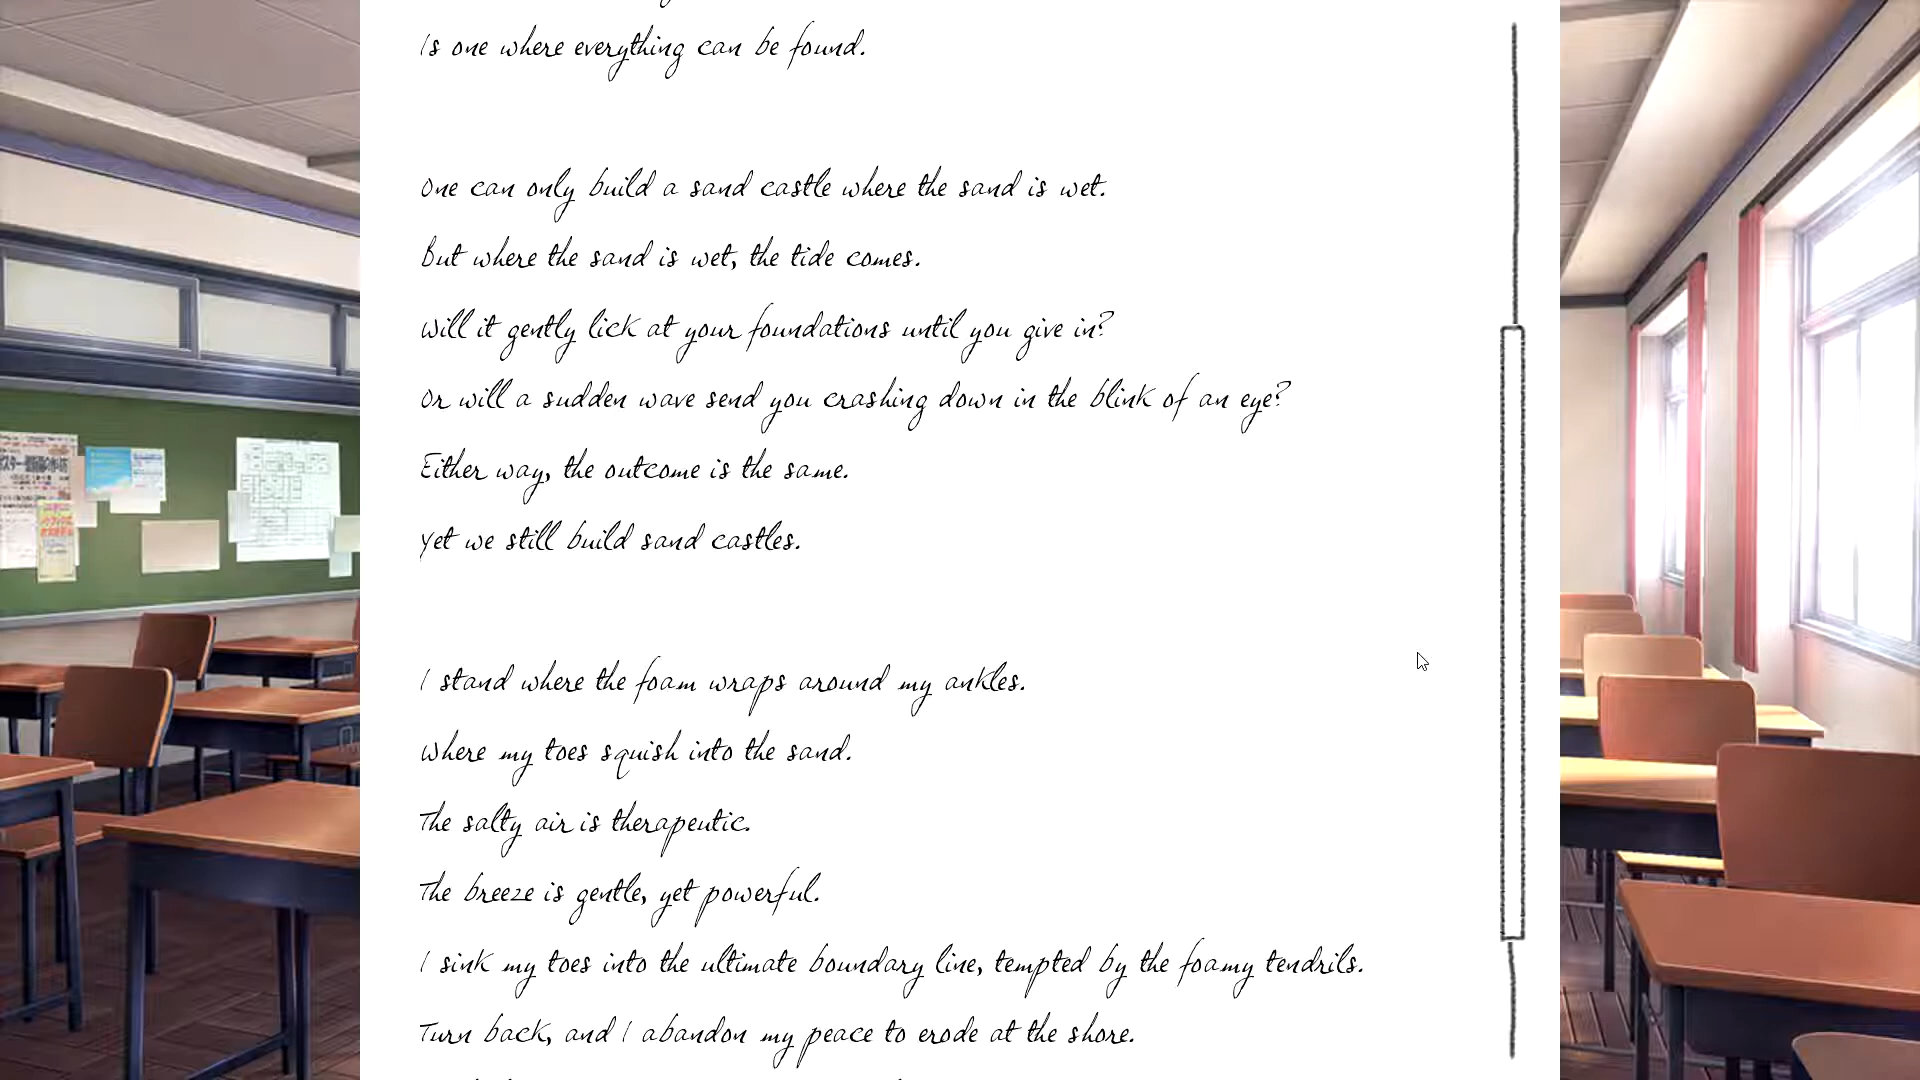 Is one where everything can be found.
One can only build a sand castle where the sand is wet.
But where the sand is wet, the tide comes.
Will it gently lick at your foundations until you give in?
Or will a sudden wave send you crashing down in the blink of an eye?
Either way, the outcome is the same.
Yet we still build sand castles.
I stand where the foam wraps around my ankles.
Where my toes squish into the sand.
The salty air is therapeutic.
The breeze is gentle, yet powerful.
I sink my toes into the ultimate boundary line, tempted by the foamy tendrils.
Turn back, and I abandon my peace to erode at the shore.